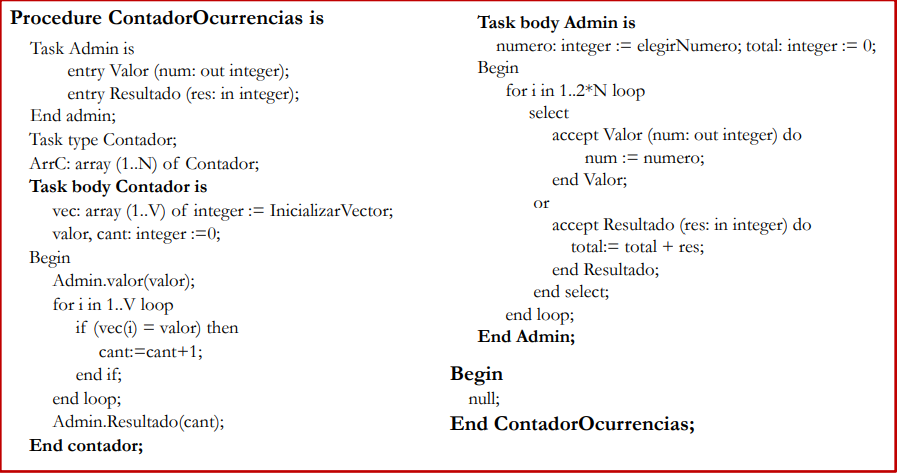 Procedure ContadorOcurrencias is
Task Admin is
entry Valor (num: out integer);
entry Resultado (res: in integer);
End admin;
Task type Contador;
ArrC: array (1..N) of Contador;
Task body Contador is
vec: array (1..V) of integer := InicializarVector;
valor, cant: integer :=0;
Begin
Admin.valor(valor);
for i in 1..V loop
if (vec(i) = valor) then
cant:=cant+1;
end if;
end loop;
Admin.Resultado(cant);
End contador;
Task body Admin is
numero: integer := elegirNumero; total: integer := 0;
Begin
for i in 1..2*N loop
select
accept Valor (num: out integer) do
num := numero;
end Valor;
or
accept Resultado (res: in integer) do
total:= total + res;
end Resultado;
end select;
end loop;
End Admin;
Begin
null;
End ContadorOcurrencias;